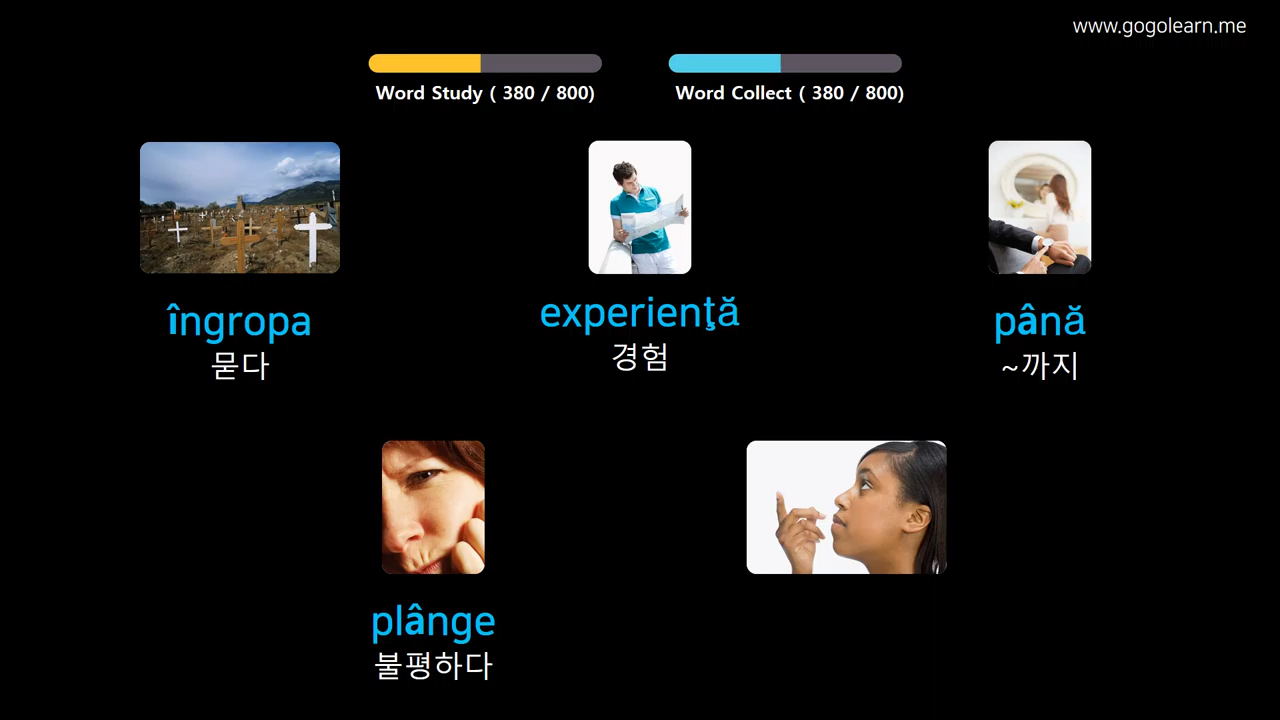 www.gogolearn.me
Word Study ( 380 / 800)
Word Collect ( 380 / 800)
îngropa
묻다
experienţă
경험
până
~까지
plânge
불평하다